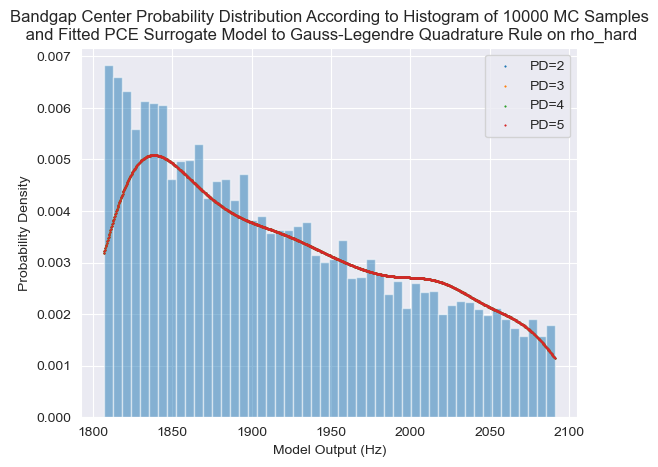 Bandgap Center Probability Distribution According to Histogram of 10000 MC Samples
and Fitted PCE Surrogate Model to Gauss-Legendre Quadrature Rule on rho_hard
0.007
0.006
0.005
0.004
0.003
0.002
0.001
0.000
Probability Density
PD=2
PD=3
PD=4
PD=5
1800 1850 1900 1950 2000 2050 2100
Model Output (Hz)